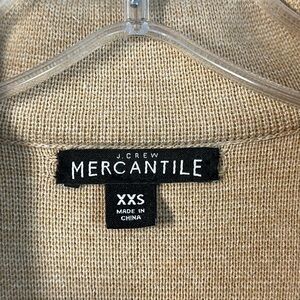 J.CREW
MERCANTILE
XXS
MADE IN
CHINA